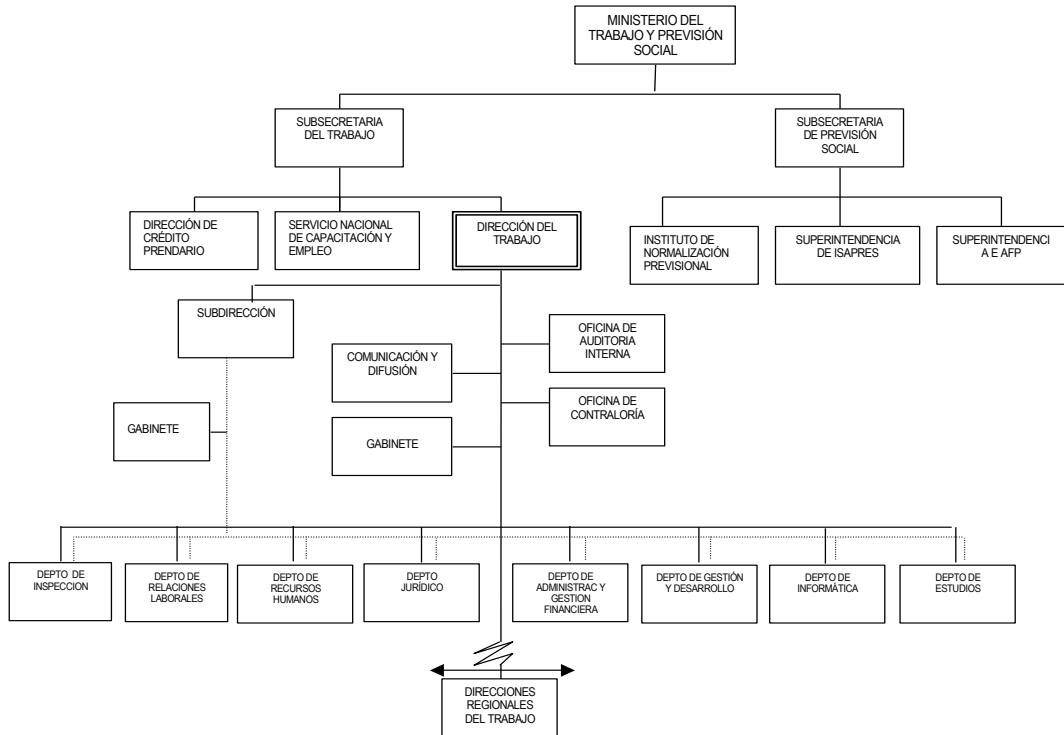 MINISTERIO DEL
TRABAJO Y PREVISIÓN
SOCIAL
SUBSECRETARIA
DEL TRABAJO
SUBSECRETARIA
DE PREVISIÓN
SOCIAL
DIRECCIÓN DE
CRÉDITO
PRENDARIO
SERVICIO NACIONAL
DE CAPACITACIÓN Y
EMPLEO
DIRECCIÓN DEL
TRABAJO
INSTITUTO DE
NORMALIZACIÓN
PREVISIONAL
SUPERINTENDENCIA
DE ISAPRES
SUPERINTENDENCI
A E AFP
SUBDIRECCIÓN
OFICINA DE
AUDITORIA
INTERNA
COMUNICACIÓN Y
DIFUSIÓN
OFICINA DE
CONTRALORÍA
GABINETE
GABINETE
DEPTO DE
INSPECCION
DEPTO DE
RELACIONES
LABORALES
DEPTO DE
RECURSOS
HUMANOS
DEPTO
JURÍDICO
DEPTO DE
ADMINISTRAC Y
GESTION
FINANCIERA
DEPTO DE GESTIÓN
Y DESARROLLO
DEPTO DE
INFORMÁTICA
DEPTO DE
ESTUDIOS
DIRECCIONES
REGIONALES
DEL TRABAJO